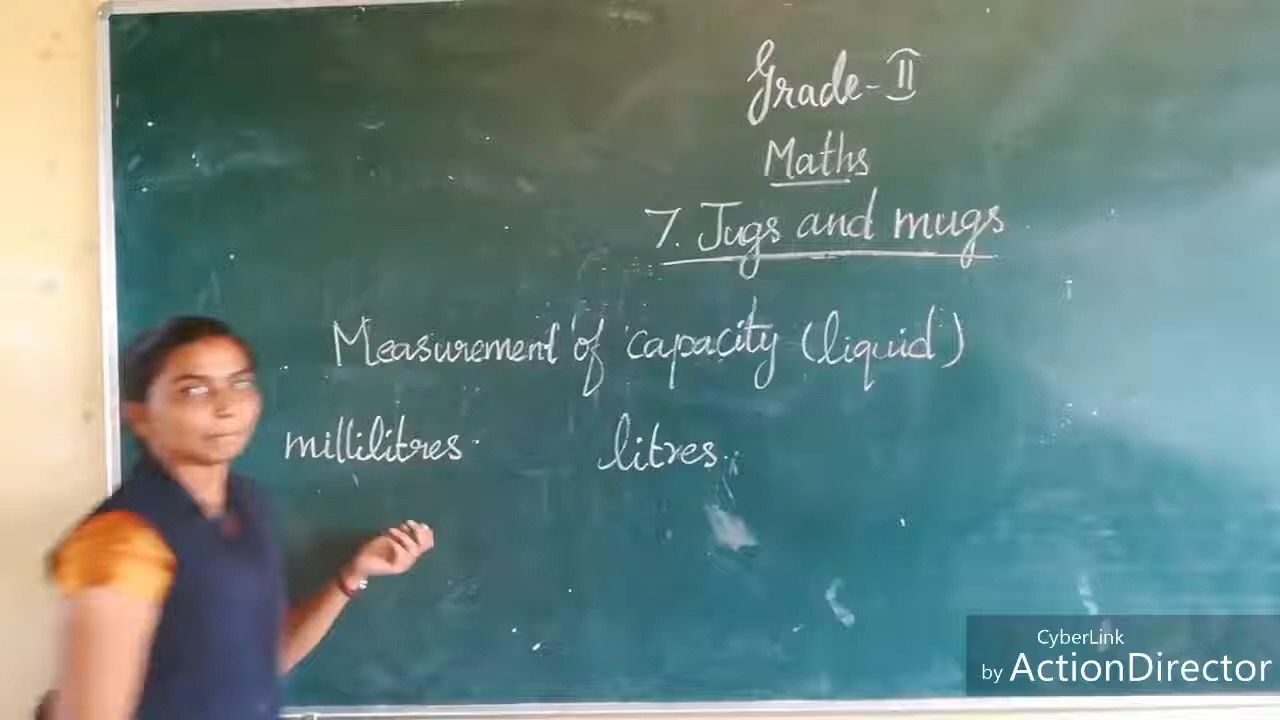 Grade-II
Maths
7. Jugs and mugs
Measurement of capacity (liquid)
millilitres. litres.
CyberLink
by ActionDirector